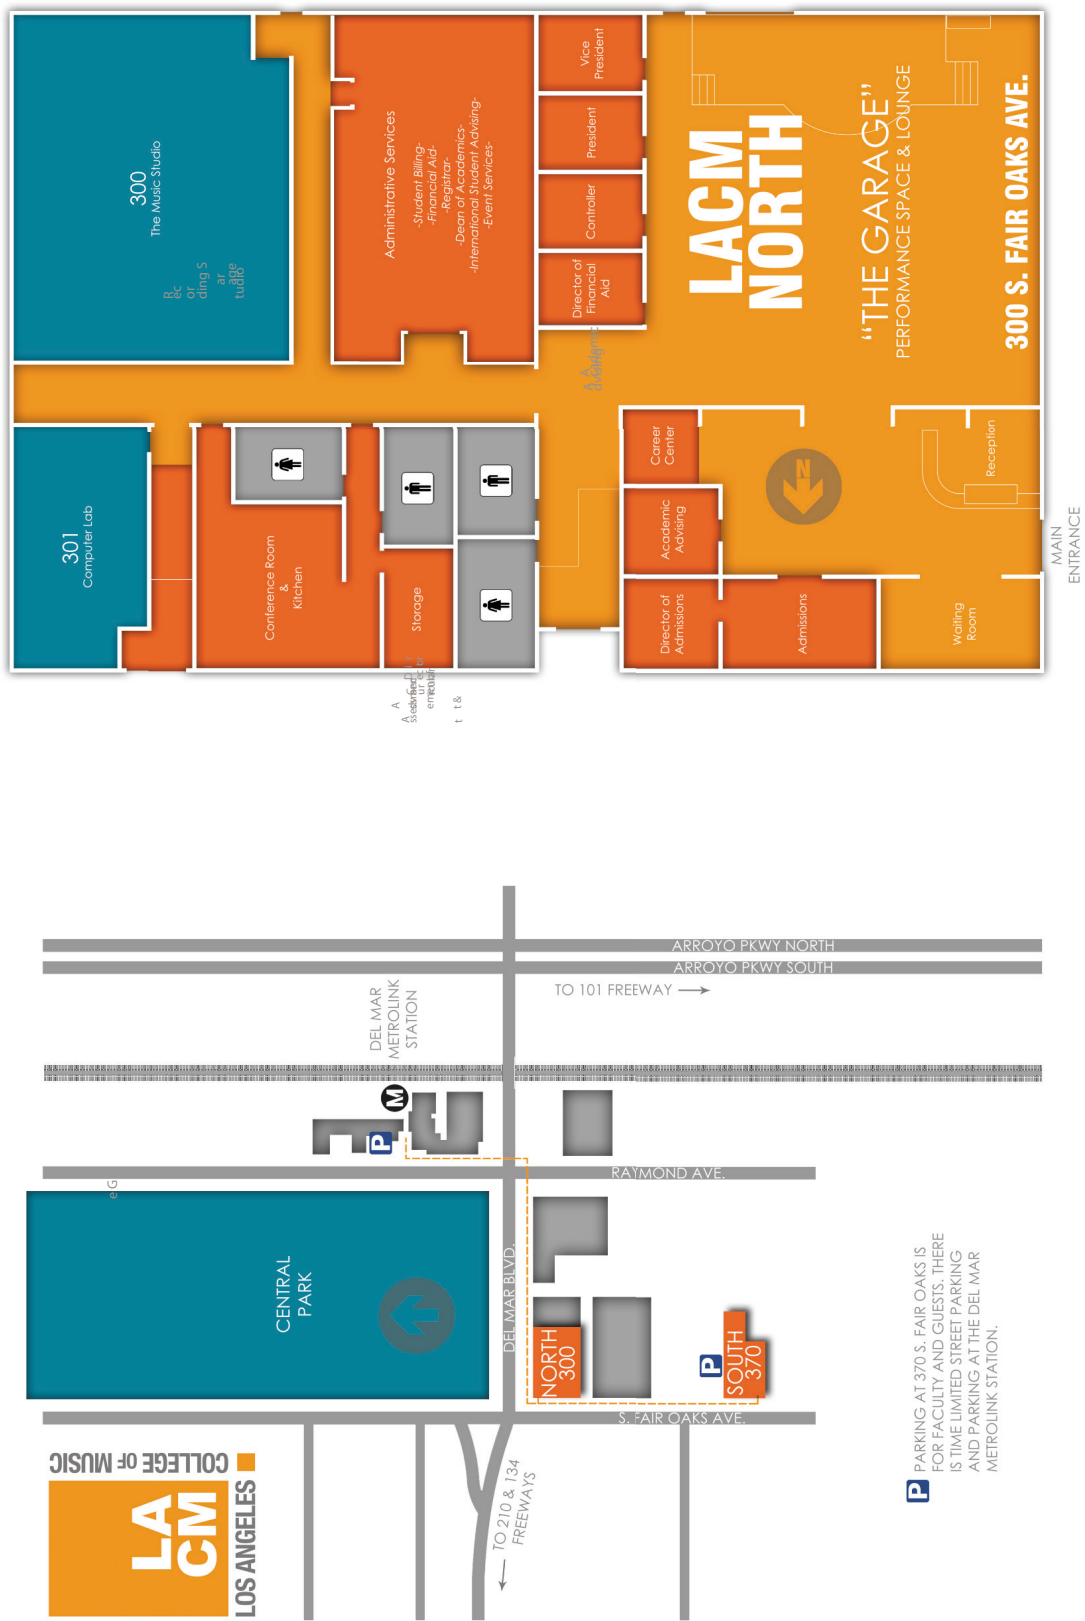 LA
CM
LOS ANGELES
COLLEGE OF MUSIC
CENTRAL
PARK
DEL MAR
METROLINK
STATION
M
P
ARROYO PKWY NORTH
ARROYO PKWY SOUTH
TO 101 FREEWAY
RAYMOND AVE.
DEL MAR BLVD.
S. FAIR OAKS AVE.
TO 210 & 134
FREEWAYS
NORTH
300
P
SOUTH
370
P
PARKING AT 370 S. FAIR OAKS IS
FOR FACULTY AND GUESTS. THERE
IS TIME LIMITED STREET PARKING
AND PARKING AT THE DEL MAR
METROLINK STATION.
300
The Music Studio
301
Computer Lab
Administrative Services
-Student Billing-
-Financial Aid-
-Registrar-
-Dean of Academics-
-International Student Advising-
-Event Services-
Vice
President
President
Controller
Director of
Financial
Aid
Conference Room
&
Kitchen
Storage
Career
Center
Academic
Advising
Director of
Admissions
Admissions
Waiting
Room
Reception
N
LACM
NORTH
“THE GARAGE”
PERFORMANCE SPACE & LOUNGE
300 S. FAIR OAKS AVE.
MAIN
ENTRANCE